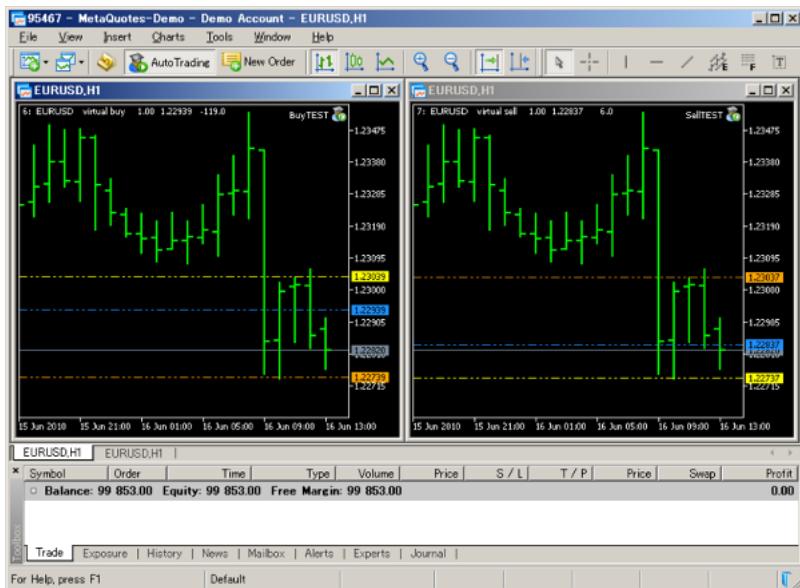 95467 - MetaQuotes-Demo - Demo Account - EURUSD,H1
File View Insert Charts Tools Window Help
AutoTrading New Order
EURUSD,H1
6: EURUSD virtual buy 1.00 1.22939 -119.0 BuyTEST
1.23475
1.23380
1.23285
1.23190
1.23095
1.23039
1.23000
1.22939
1.22905
1.22820
1.22739
1.22715
15 Jun 2010 15 Jun 21:00 16 Jun 01:00 16 Jun 05:00 16 Jun 09:00 16 Jun 13:00
EURUSD,H1
7: EURUSD virtual sell 1.00 1.22837 6.0 SellTEST
1.23475
1.23380
1.23285
1.23190
1.23095
1.23037
1.23000
1.22905
1.22837
1.22737
1.22715
15 Jun 2010 15 Jun 21:00 16 Jun 01:00 16 Jun 05:00 16 Jun 09:00 16 Jun 13:00
EURUSD,H1 EURUSD,H1
Symbol Order Time Type Volume Price S / L T / P Price Swap Profit
Balance: 99 853.00 Equity: 99 853.00 Free Margin: 99 853.00 0.00
Toolbox
Trade Exposure History News Mailbox Alerts Experts Journal
For Help, press F1 Default